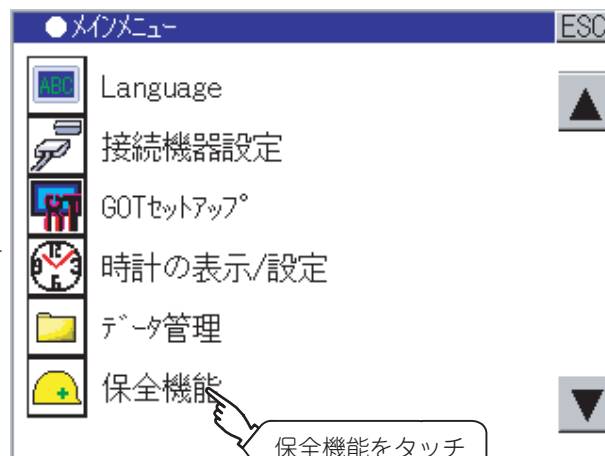 ●メインメニュー ESC
ABC Language
接続機器設定
GOTセットアップ
時計の表示/設定
データ管理
保全機能
保全機能をタッチ